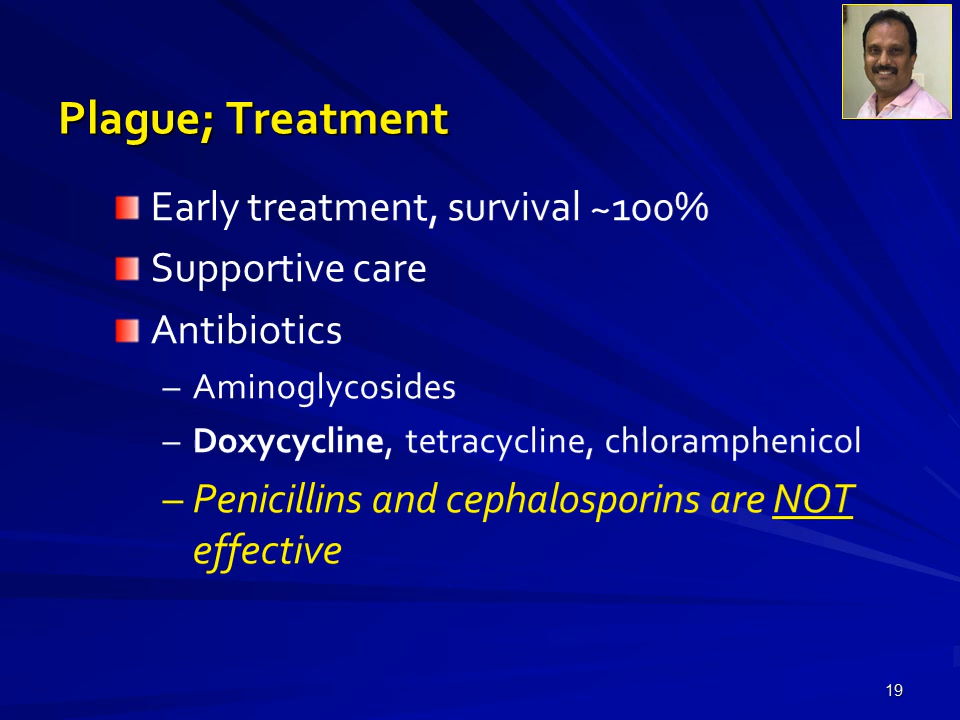 Plague; Treatment
Early treatment, survival ~100%
Supportive care
Antibiotics
– Aminoglycosides
– Doxycycline, tetracycline, chloramphenicol
– Penicillins and cephalosporins are NOT
effective
19